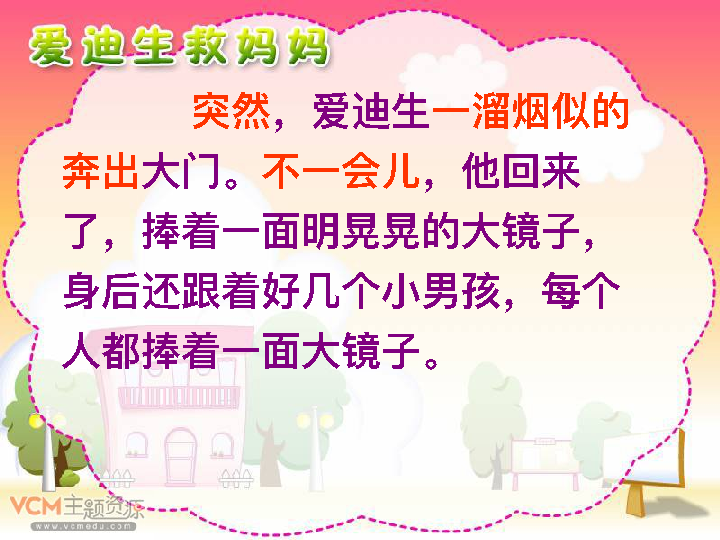 爱迪生救妈妈
突然，爱迪生一溜烟似的
奔出大门。不一会儿，他回来
了，捧着一面明晃晃的大镜子，
身后还跟着好几个小男孩，每个
人都捧着一面大镜子。
VCM主题资源
www.vcmedu.com